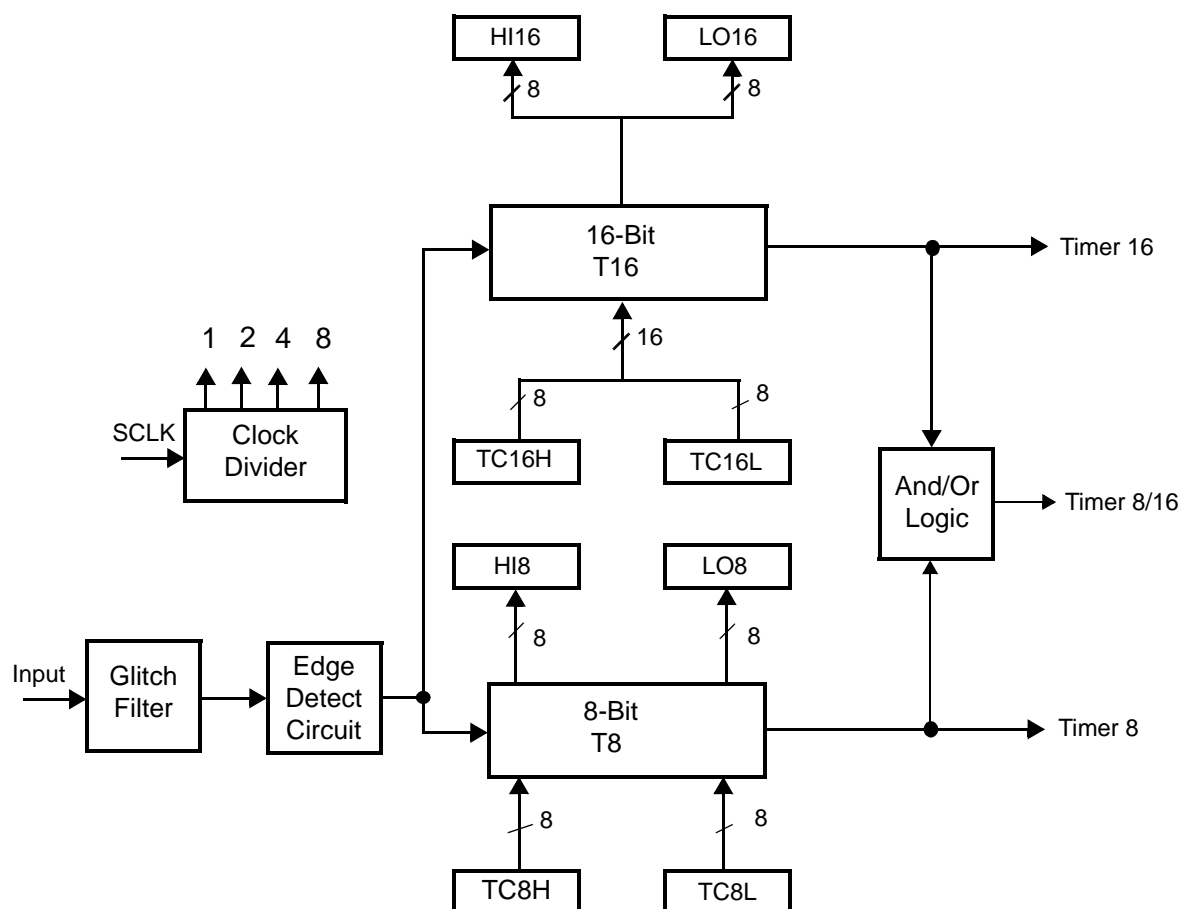 HI16
LO16
8
8
16-Bit
T16
Timer 16
16
1 2 4 8
8
8
SCLK
Clock
Divider
TC16H
TC16L
And/Or
Logic
Timer 8/16
HI8
LO8
8
8
Input
Glitch
Filter
Edge
Detect
Circuit
8-Bit
T8
Timer 8
8
8
TC8H
TC8L